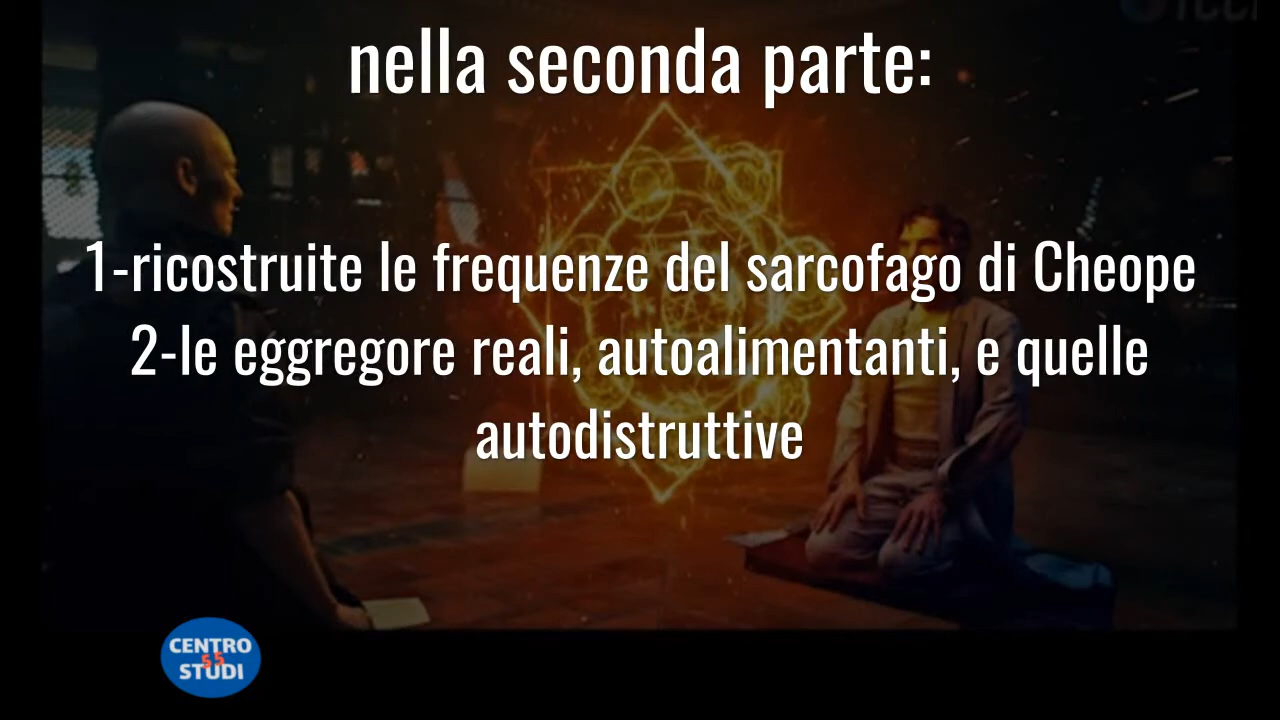 nella seconda parte:
1-ricostruite le frequenze del sarcofago di Cheope
2-le eggregore reali, autoalimentanti, e quelle
autodistruttive
CENTRO
55
STUDI